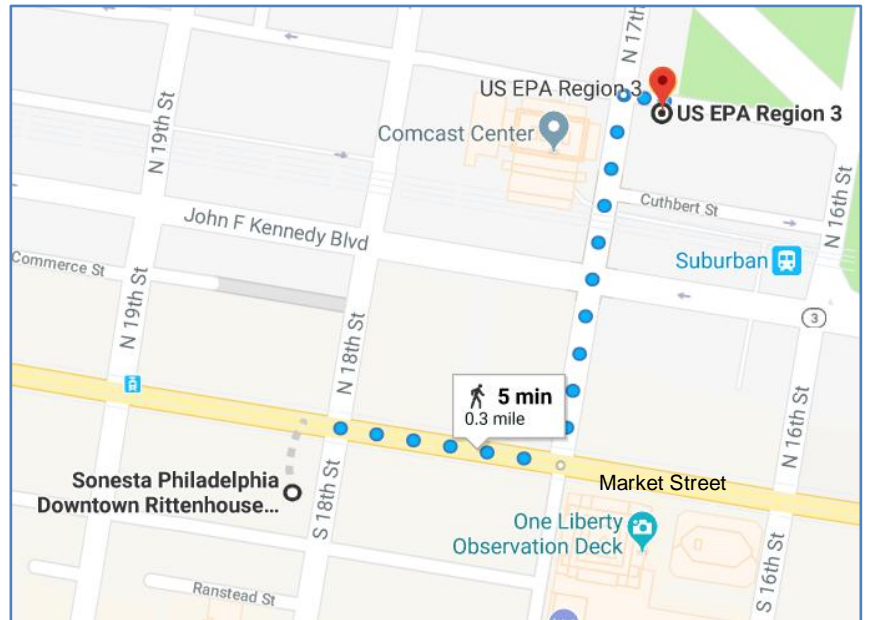 N 17th
US EPA Region 3
US EPA Region 3
Comcast Center
N 19th St
N 18th St
Cuthbert St
N 16th St
John F Kennedy Blvd
Suburban
Commerce St
3
N 19th St
N 18th St
5 min
0.3 mile
N 16th St
Market Street
Sonesta Philadelphia
Downtown Rittenhouse...
S 18th St
One Liberty
Observation Deck
Ranstead St
S 16th St